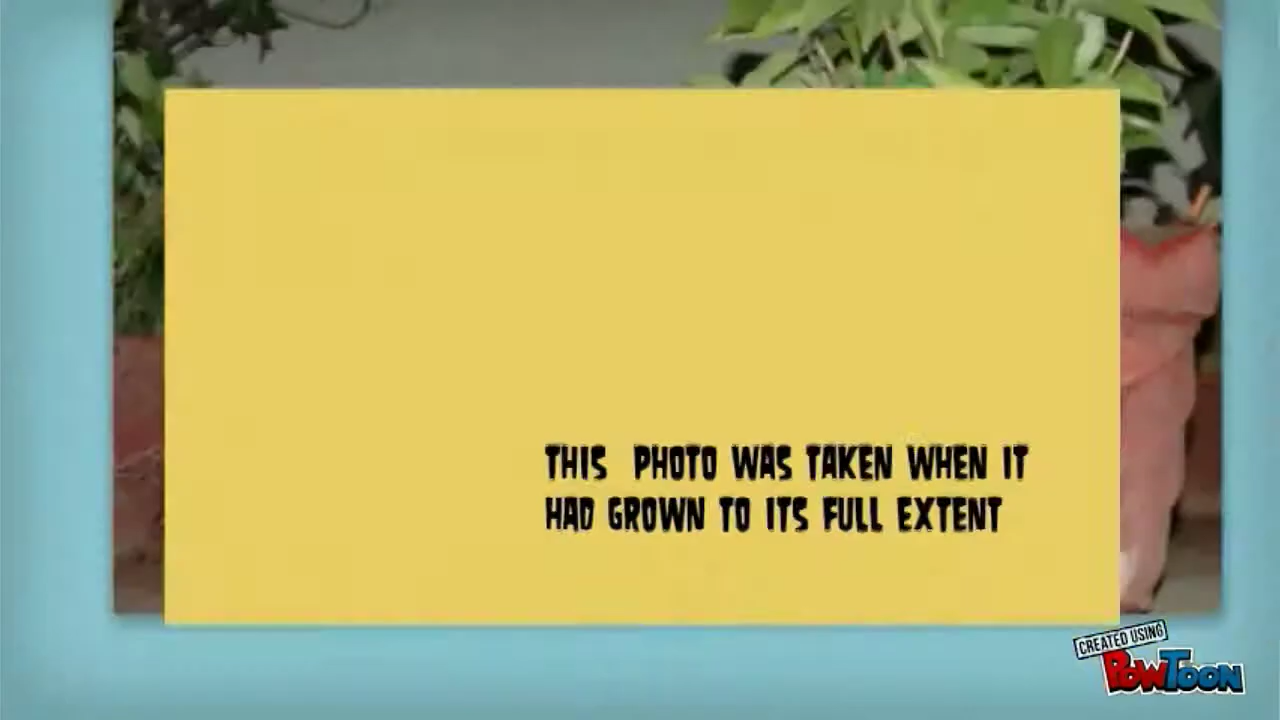 THIS PHOTO WAS TAKEN WHEN IT
HAD GROWN TO ITS FULL EXTENT
CREATED USING
POWTOON